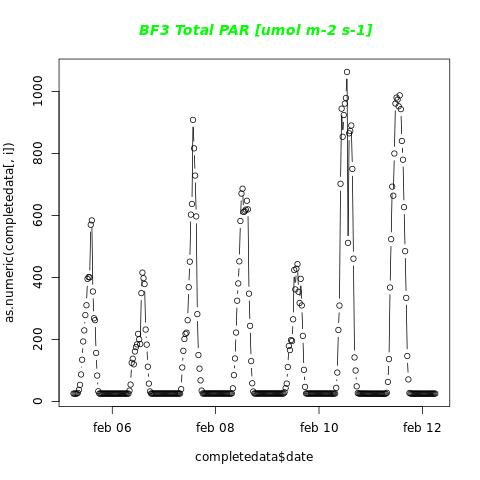 BF3 Total PAR [umol m-2 s-1]
as.numeric(completedata[, i])
1000
800
600
400
200
0
feb 06
feb 08
feb 10
feb 12
completedata$date